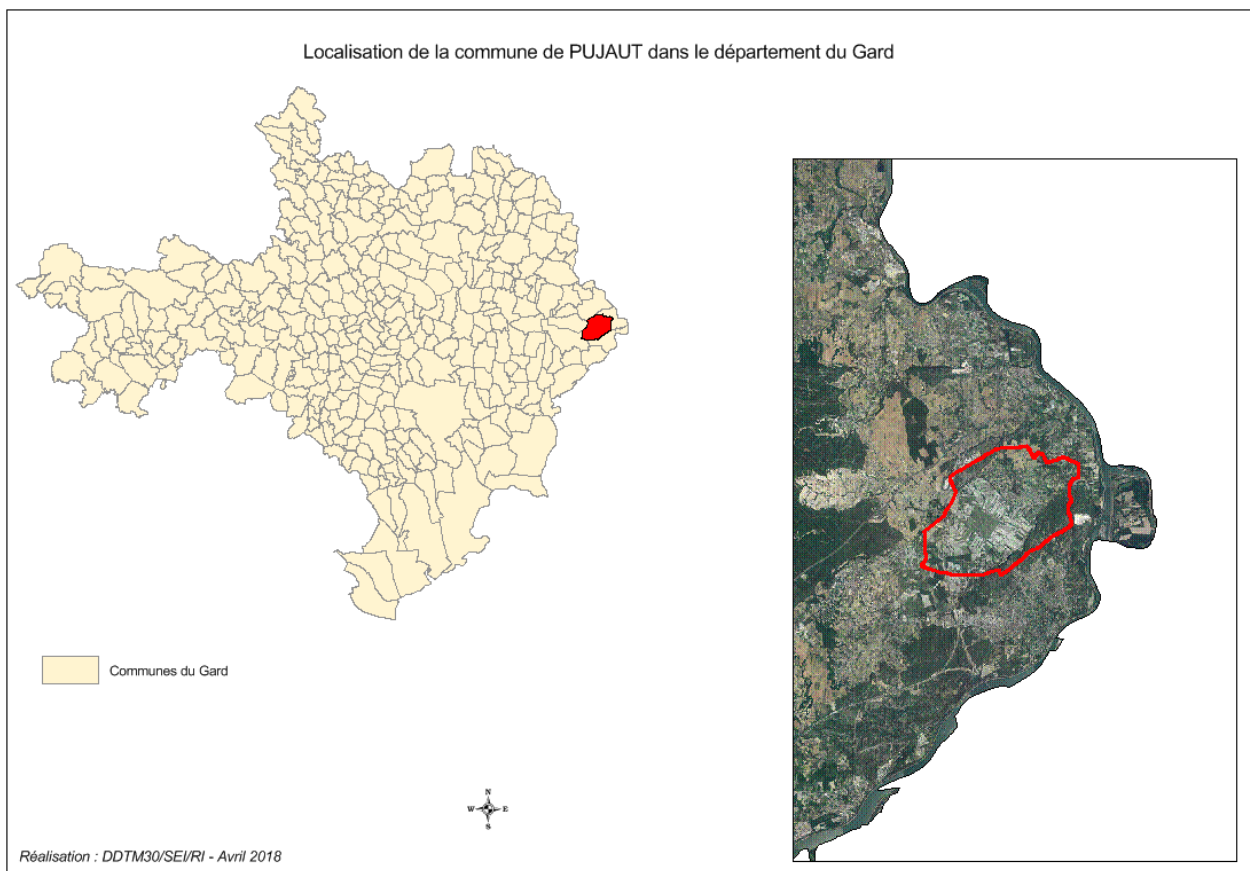 Localisation de la commune de PUJAUT dans le département du Gard
Communes du Gard
N
W E
S
Réalisation : DDTM30/SEI/RI - Avril 2018